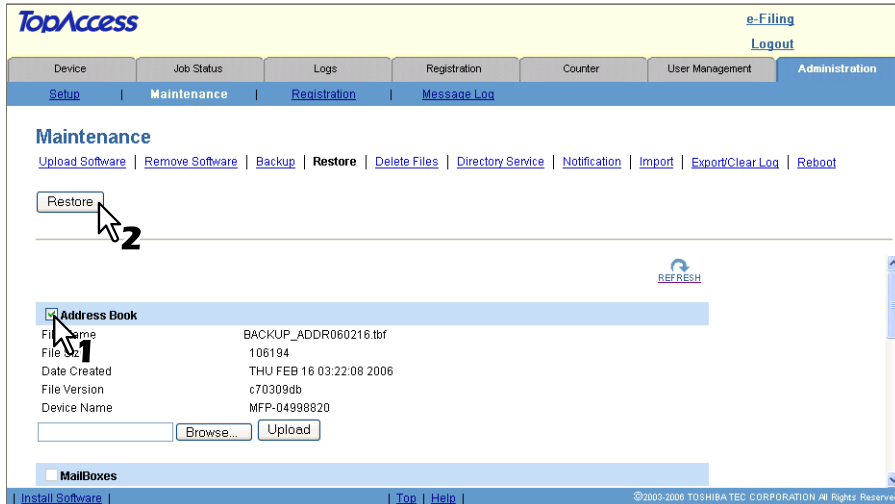 TopAccess
e-Filing
Logout
Device Job Status Logs Registration Counter User Management Administration
Setup | Maintenance | Registration | Message Log
Maintenance
Upload Software | Remove Software | Backup | Restore | Delete Files | Directory Service | Notification | Import | Export/Clear Log | Reboot
Restore
2
REFRESH
Address Book
1
BACKUP_ADDR060216.tbf
File 106194
Date Created THU FEB 16 03:22:08 2006
File Version c70309db
Device Name MFP-04998820
Browse... Upload
MailBoxes
| Install Software | | Top | Help | ©2003-2006 TOSHIBA TEC CORPORATION All Rights Reserve